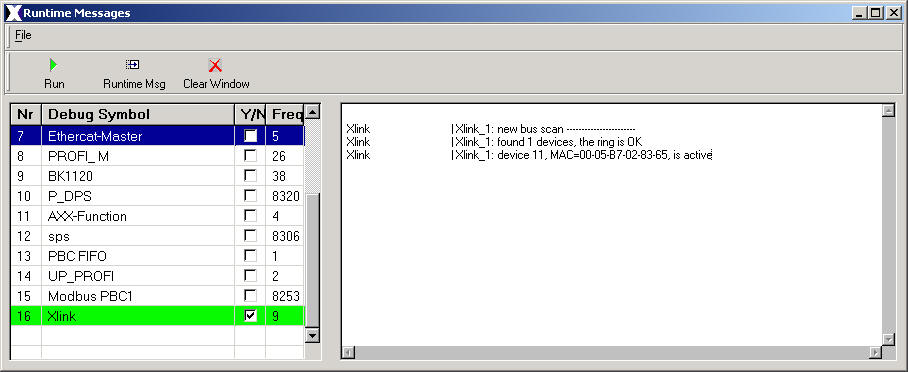 Runtime Messages
File
Run Runtime Msg Clear Window
Nr Debug Symbol Y/N Freq
7 Ethercat-Master 5
8 PROFI_ M 26
9 BK1120 38
10 P_DPS 8320
11 AXX-Function 4
12 sps 8306
13 PBC FIFO 1
14 UP_PROFI 2
15 Modbus PBC1 8253
16 Xlink 9
Xlink |Xlink_1: new bus scan -----------------------
Xlink |Xlink_1: found 1 devices, the ring is OK
Xlink |Xlink_1: device 11, MAC=00-05-B7-02-83-65, is active